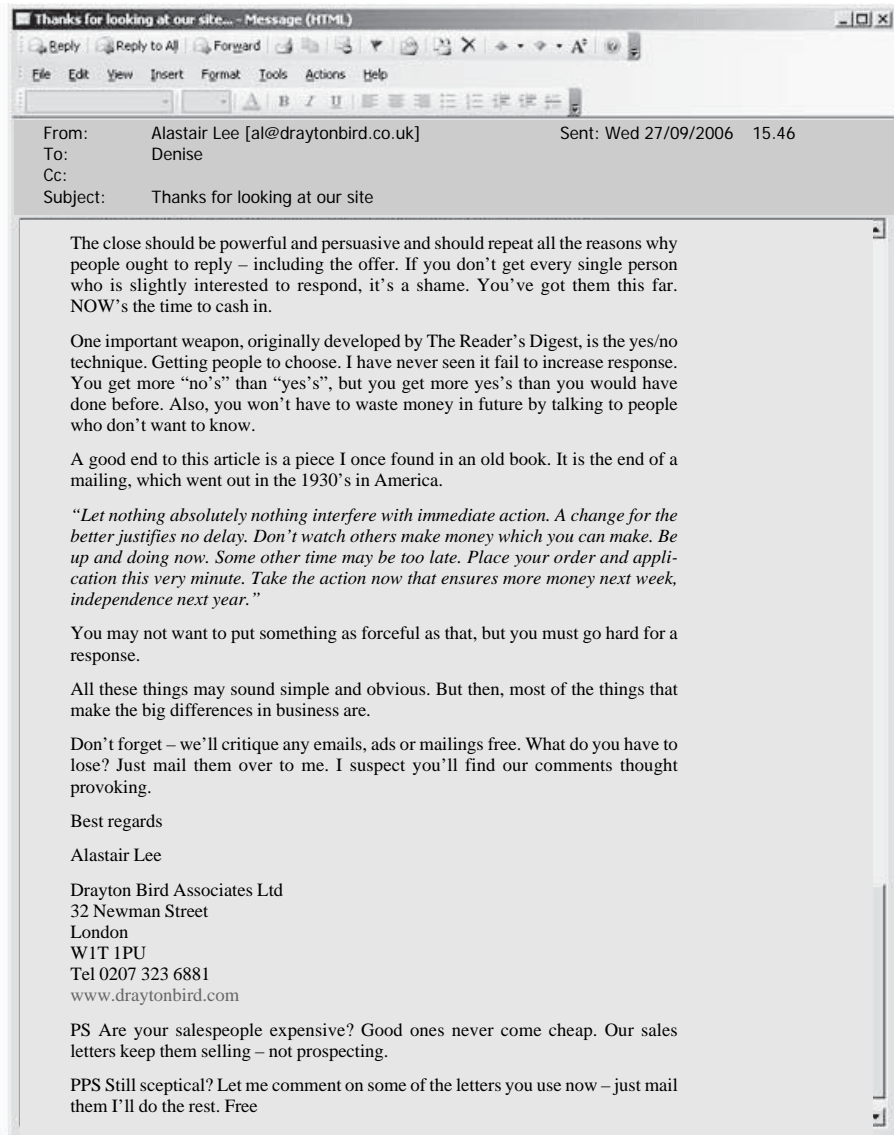 Thanks for looking at our site... - Message (HTML)
Reply Reply to All Forward
File Edit View Insert Format Tools Actions Help
A B I U
From: Alastair Lee [al@draytonbird.co.uk] Sent: Wed 27/09/2006 15.46
To: Denise
Cc:
Subject: Thanks for looking at our site
The close should be powerful and persuasive and should repeat all the reasons why
people ought to reply – including the offer. If you don’t get every single person
who is slightly interested to respond, it’s a shame. You’ve got them this far.
NOW’s the time to cash in.
One important weapon, originally developed by The Reader’s Digest, is the yes/no
technique. Getting people to choose. I have never seen it fail to increase response.
You get more “no’s” than “yes’s”, but you get more yes’s than you would have
done before. Also, you won’t have to waste money in future by talking to people
who don’t want to know.
A good end to this article is a piece I once found in an old book. It is the end of a
mailing, which went out in the 1930’s in America.
“Let nothing absolutely nothing interfere with immediate action. A change for the
better justifies no delay. Don’t watch others make money which you can make. Be
up and doing now. Some other time may be too late. Place your order and appli-
cation this very minute. Take the action now that ensures more money next week,
independence next year.”
You may not want to put something as forceful as that, but you must go hard for a
response.
All these things may sound simple and obvious. But then, most of the things that
make the big differences in business are.
Don’t forget – we’ll critique any emails, ads or mailings free. What do you have to
lose? Just mail them over to me. I suspect you’ll find our comments thought
provoking.
Best regards
Alastair Lee
Drayton Bird Associates Ltd
32 Newman Street
London
W1T 1PU
Tel 0207 323 6881
www.draytonbird.com
PS Are your salespeople expensive? Good ones never come cheap. Our sales
letters keep them selling – not prospecting.
PPS Still sceptical? Let me comment on some of the letters you use now – just mail
them I’ll do the rest. Free